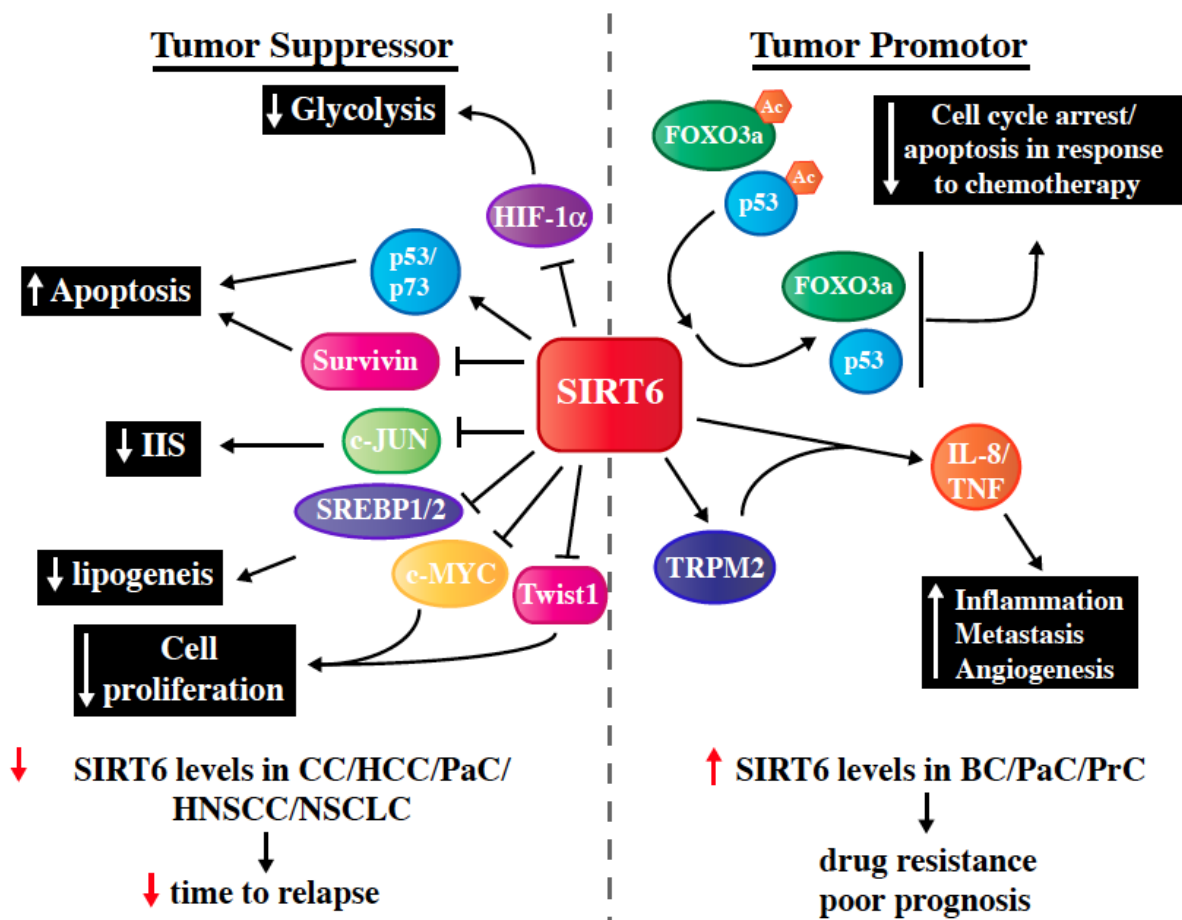 Tumor Suppressor
↓ Glycolysis
HIF-1α
p53/
p73
↑ Apoptosis
Survivin
SIRT6
c-JUN
↓ IIS
SREBP1/2
↓ lipogeneis
c-MYC
Twist1
↓ Cell
proliferation
↓ SIRT6 levels in CC/HCC/PaC/
HNSCC/NSCLC
↓ time to relapse
Tumor Promotor
Ac
FOXO3a
Ac
p53
↓ Cell cycle arrest/
apoptosis in response
to chemotherapy
FOXO3a
p53
IL-8/
TNF
TRPM2
↑ Inflammation
Metastasis
Angiogenesis
↑ SIRT6 levels in BC/PaC/PrC
drug resistance
poor prognosis